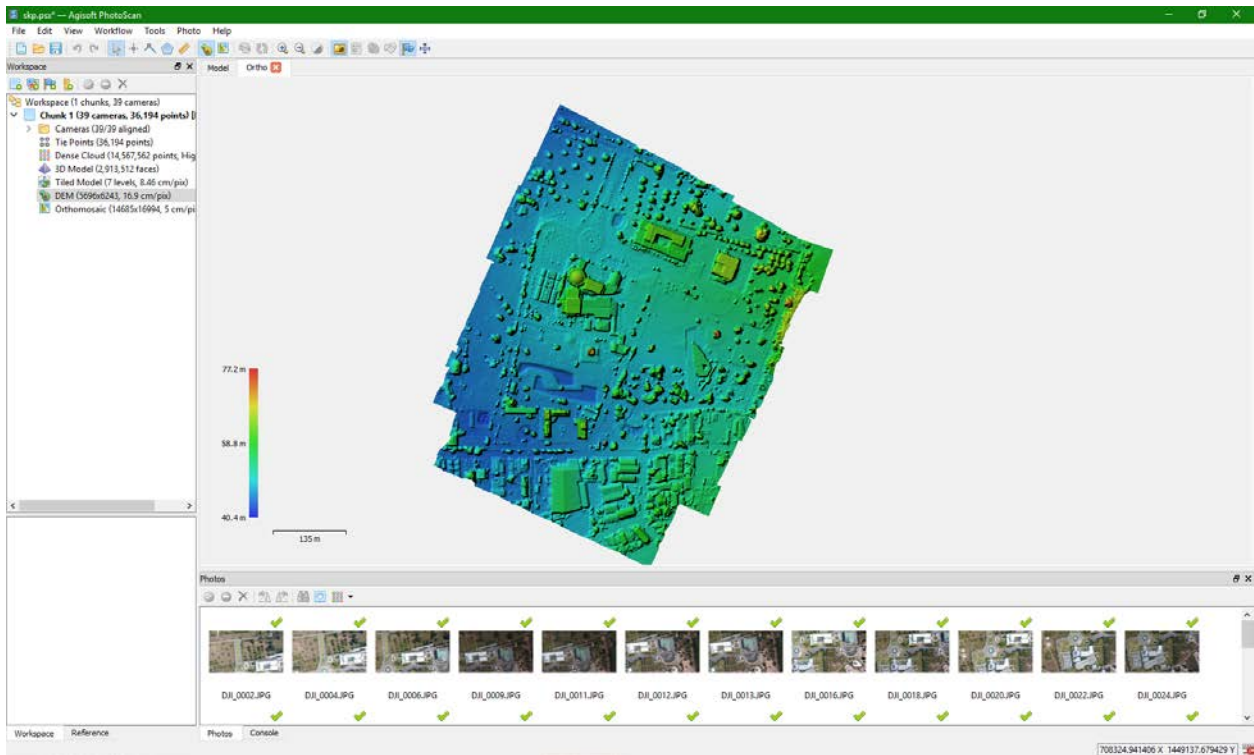 skp.psx* — Agisoft PhotoScan
File Edit View Workflow Tools Photo Help
Workspace
Model Ortho
Workspace (1 chunks, 39 cameras)
Chunk 1 (39 cameras, 36,194 points) [
Cameras (39/39 aligned)
Tie Points (36,194 points)
Dense Cloud (14,567,562 points, Hig
3D Model (2,913,512 faces)
Tiled Model (7 levels, 8.46 cm/pix)
DEM (5696x6243, 16.9 cm/pix)
Orthomosaic (14685x16994, 5 cm/pi
77.2 m
58.8 m
40.4 m
135 m
Photos
DJI_0002.JPG DJI_0004.JPG DJI_0006.JPG DJI_0009.JPG DJI_0011.JPG DJI_0012.JPG DJI_0013.JPG DJI_0016.JPG DJI_0018.JPG DJI_0020.JPG DJI_0022.JPG DJI_0024.JPG
Workspace Reference
Photos Console
708324.941406 X 1449137.679429 Y